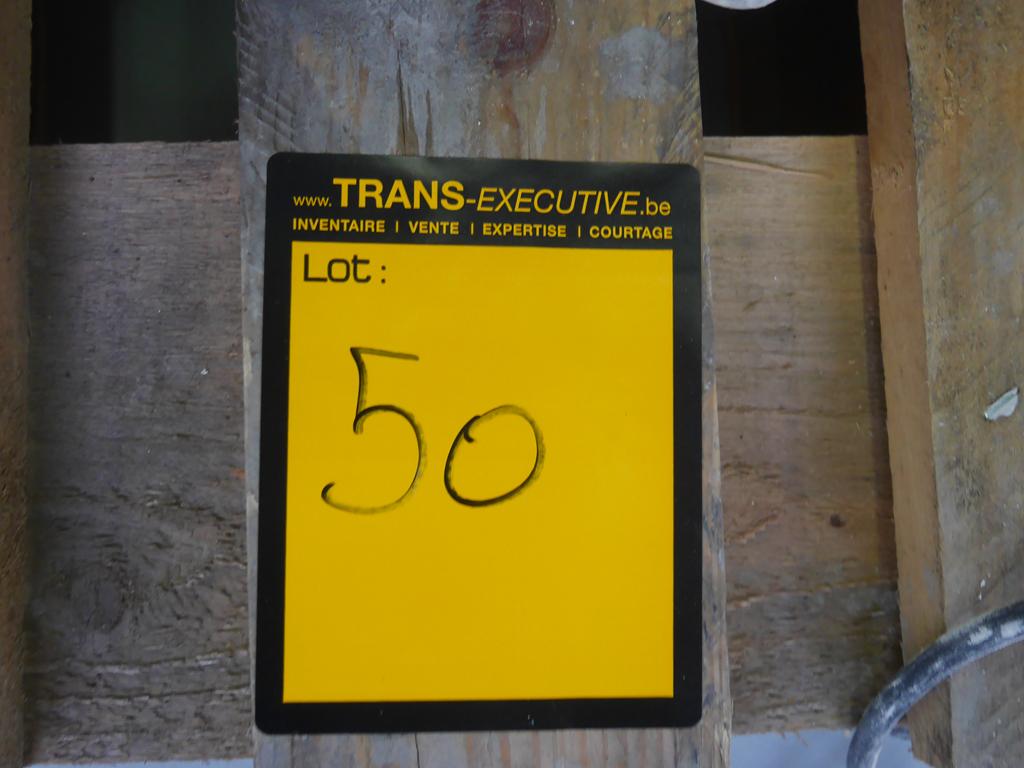 www.TRANS-EXECUTIVE.be
INVENTAIRE | VENTE | EXPERTISE | COURTAGE
Lot:
50